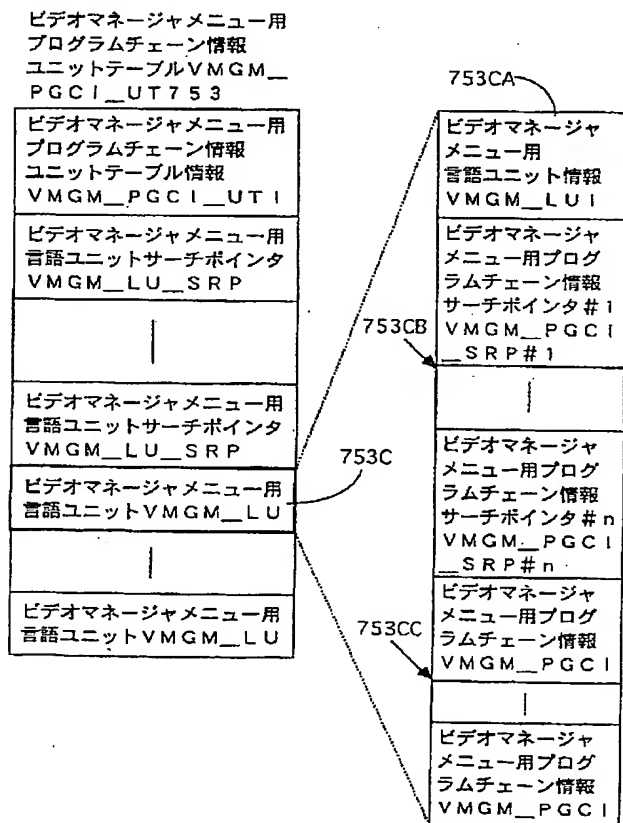 ビデオマネージャメニュー用
プログラムチェーン情報
ユニットテーブルVMGM__
PGCI__UT753
ビデオマネージャメニュー用
プログラムチェーン情報
ユニットテーブル情報
VMGM__PGCI__UTI
ビデオマネージャメニュー用
言語ユニットサーチポインタ
VMGM__LU__SRP
ビデオマネージャメニュー用
言語ユニットサーチポインタ
VMGM__LU__SRP
753C
ビデオマネージャメニュー用
言語ユニットVMGM__LU
ビデオマネージャメニュー用
言語ユニットVMGM__LU
753CA
ビデオマネージャ
メニュー用
言語ユニット情報
VMGM__LUI
ビデオマネージャ
メニュー用プログ
ラムチェーン情報
サーチポインタ#1
VMGM__PGCI
__SRP#1
753CB
ビデオマネージャ
メニュー用プログ
ラムチェーン情報
サーチポインタ#n
VMGM__PGCI
__SRP#n
ビデオマネージャ
メニュー用プログ
ラムチェーン情報
VMGM__PGCI
753CC
ビデオマネージャ
メニュー用プログ
ラムチェーン情報
VMGM__PGCI